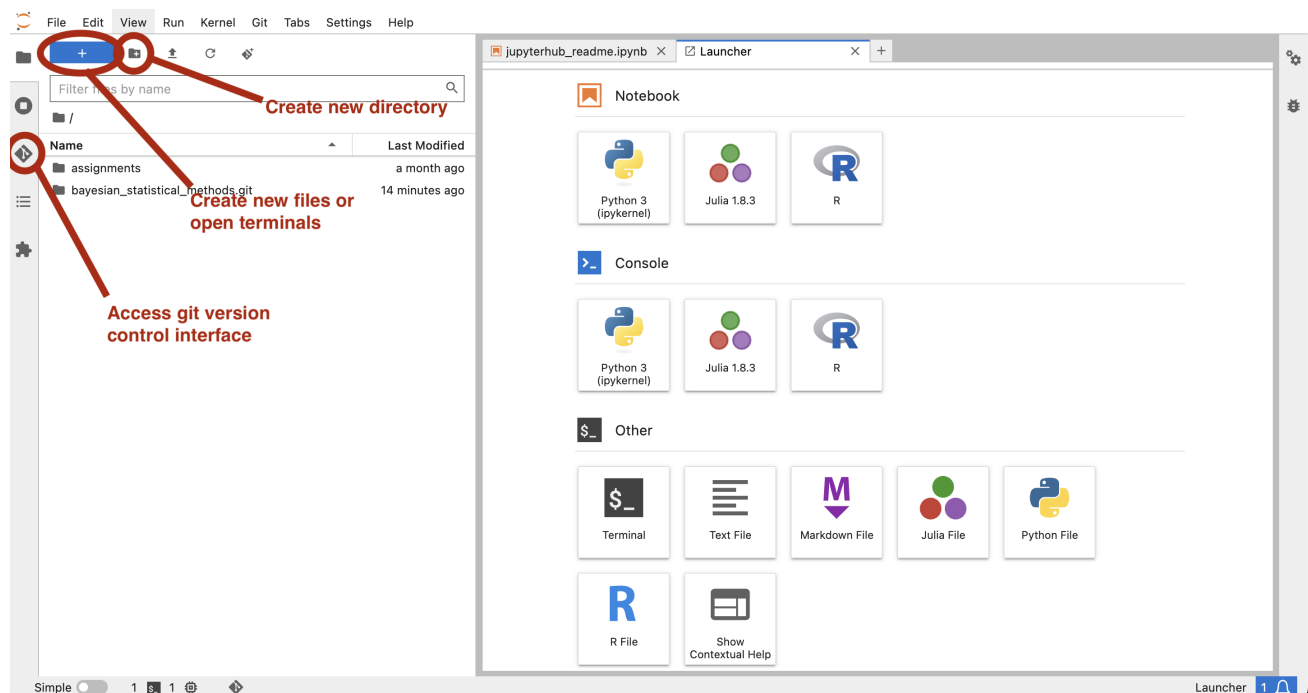 File Edit View Run Kernel Git Tabs Settings Help
jupyterhub_readme.ipynb
Launcher
Filter files by name
Create new directory
/
Name
Last Modified
assignments
a month ago
bayesian_statistical_methods.git
14 minutes ago
Create new files or
open terminals
Access git version
control interface
Notebook
Python 3
(ipykernel)
Julia 1.8.3
R
Console
Python 3
(ipykernel)
Julia 1.8.3
R
$_ Other
Terminal
Text File
Markdown File
Julia File
Python File
R File
Show
Contextual Help
Simple
1
$_
1
Launcher
1